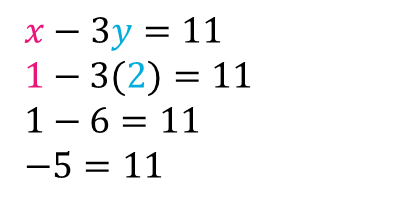 x − 3y = 11
1 − 3(2) = 11
1 − 6 = 11
−5 = 11